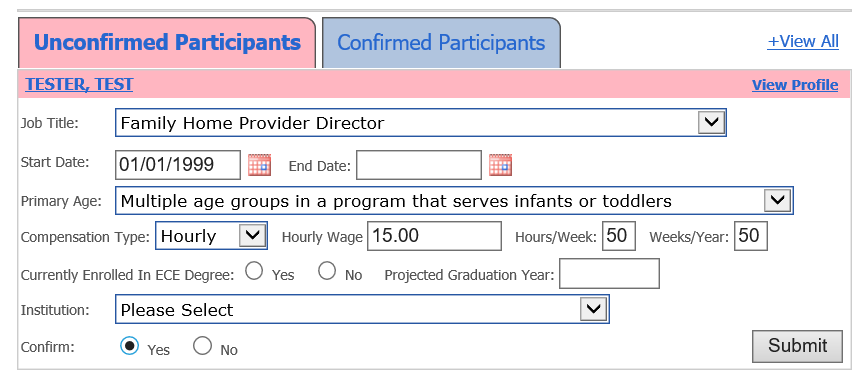 Unconfirmed Participants Confirmed Participants +View All
TESTER, TEST View Profile
Job Title: Family Home Provider Director
Start Date: 01/01/1999 End Date:
Primary Age: Multiple age groups in a program that serves infants or toddlers
Compensation Type: Hourly Hourly Wage 15.00 Hours/Week: 50 Weeks/Year: 50
Currently Enrolled In ECE Degree: Yes No Projected Graduation Year:
Institution: Please Select
Confirm: Yes No Submit